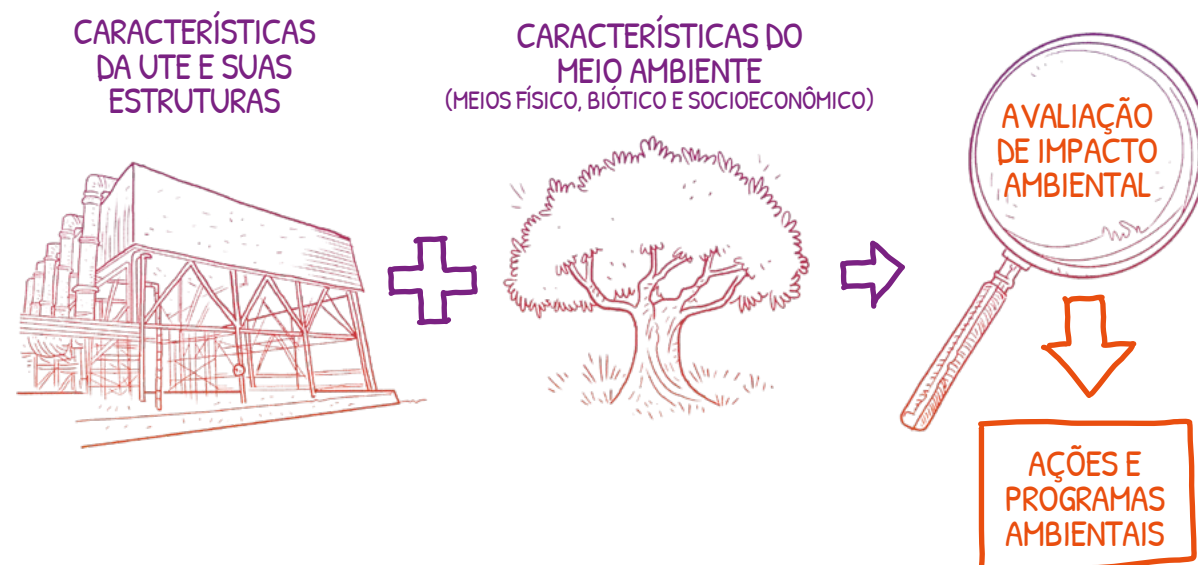 CARACTERÍSTICAS
DA UTE E SUAS
ESTRUTURAS
CARACTERÍSTICAS DO
MEIO AMBIENTE
(MEIOS FÍSICO, BIÓTICO E SOCIOECONÔMICO)
AVALIAÇÃO
DE IMPACTO
AMBIENTAL
AÇÕES E
PROGRAMAS
AMBIENTAIS